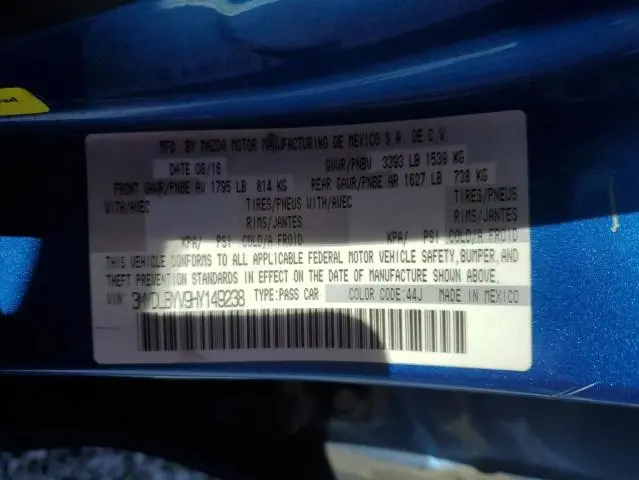 ad
MFD. BY MAZDA MOTOR MANUFACTURING DE MEXICO S.A. DE C.V.
DATE 08/16 GVWR/PNBV 3393 LB 1539 KG
FRONT GAWR/PNBE AV 1795 LB 814 KG REAR GAWR/PNBE AR 1627 LB 738 KG
WITH/AVEC TIRES/PNEUS WITH/AVEC TIRES/PNEUS
RIMS/JANTES RIMS/JANTES
KPA/ PSI COLD/A FROID KPA/ PSI COLD/A FROID
THIS VEHICLE CONFORMS TO ALL APPLICABLE FEDERAL MOTOR VEHICLE SAFETY, BUMPER, AND
THEFT PREVENTION STANDARDS IN EFFECT ON THE DATE OF MANUFACTURE SHOWN ABOVE.
VIN: 3MYDLBYV9HY149238 TYPE: PASS CAR COLOR CODE: 44J MADE IN MEXICO